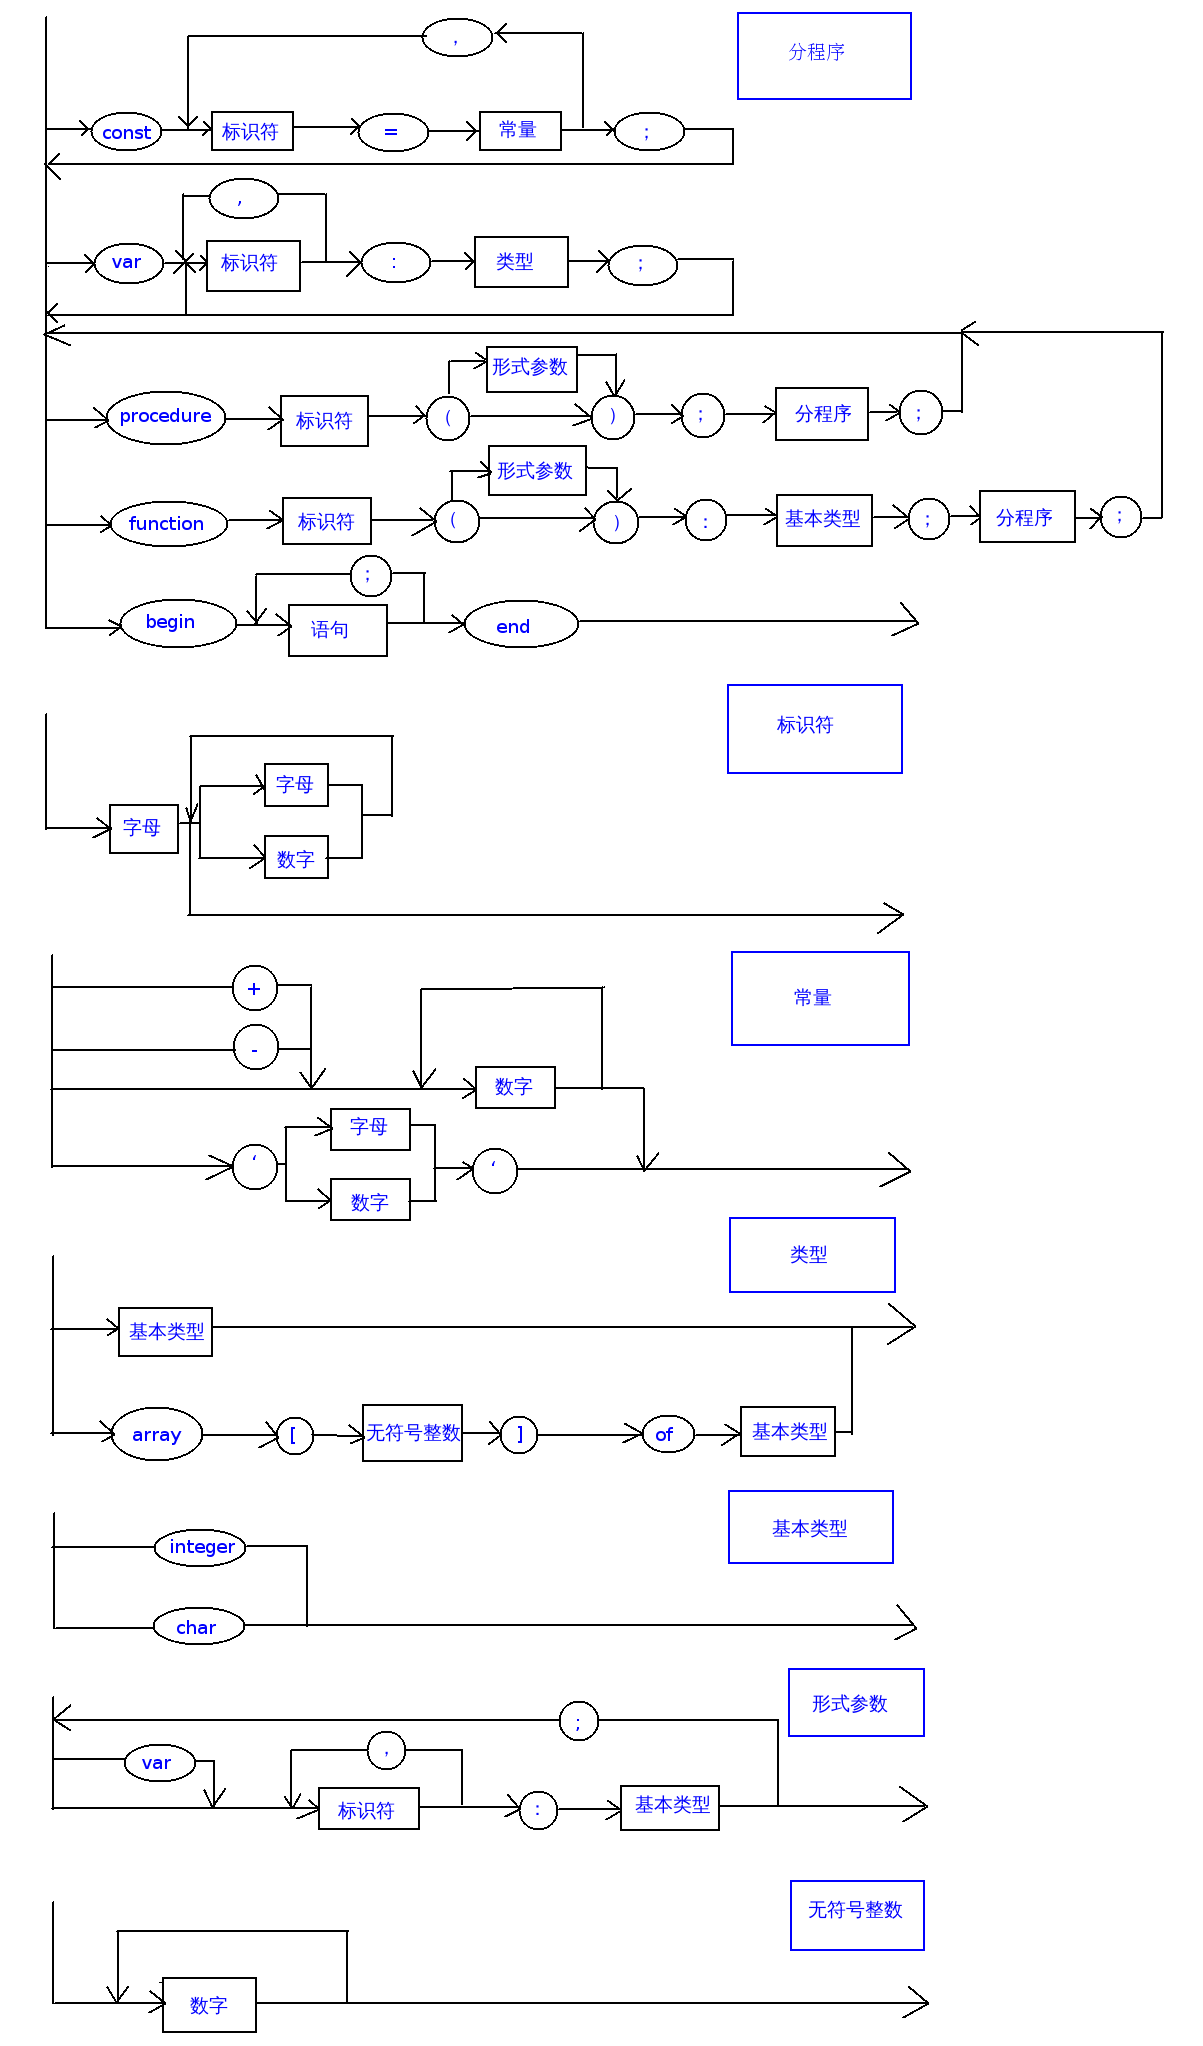 分程序
,
const 标识符 = 常量 ;
,
var 标识符 : 类型 ;
形式参数
procedure 标识符 ( ) ; 分程序 ;
形式参数
function 标识符 ( ) : 基本类型 ; 分程序 ;
;
begin 语句 end
标识符
字母
字母
数字
常量
+
-
数字
字母
‘ ‘
数字
类型
基本类型
array [ 无符号整数 ] of 基本类型
基本类型
integer
char
形式参数
;
var ,
标识符 : 基本类型
无符号整数
数字